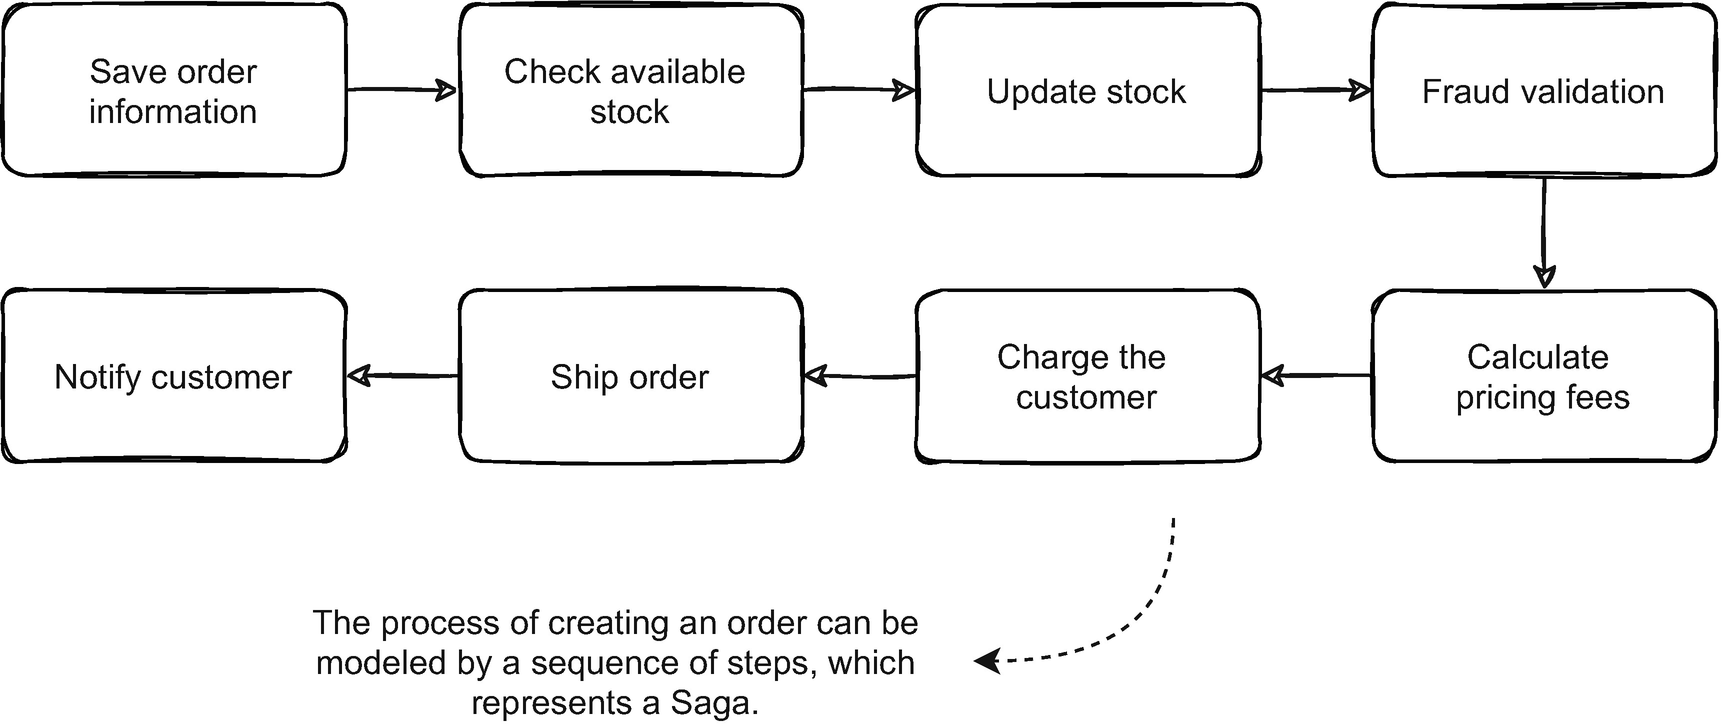 Save order
information
Check available
stock
Update stock
Fraud validation
Notify customer
Ship order
Charge the
customer
Calculate
pricing fees
The process of creating an order can be
modeled by a sequence of steps, which
represents a Saga.